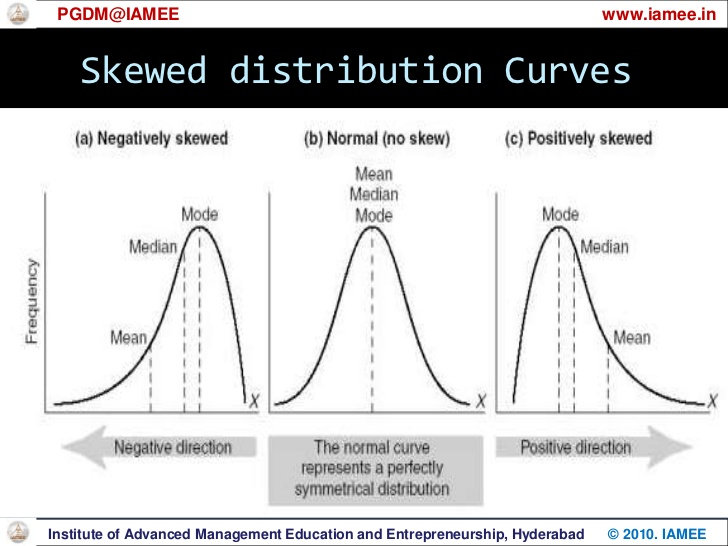 PGDM@IAMEE
www.iamee.in
Skewed distribution Curves
(a) Negatively skewed
(b) Normal (no skew)
(c) Positively skewed
Frequency
Mode
Median
Mean
X
Negative direction
Mean
Median
Mode
X
The normal curve
represents a perfectly
symmetrical distribution
Mode
Median
Mean
X
Positive direction
Institute of Advanced Management Education and Entrepreneurship, Hyderabad
© 2010. IAMEE